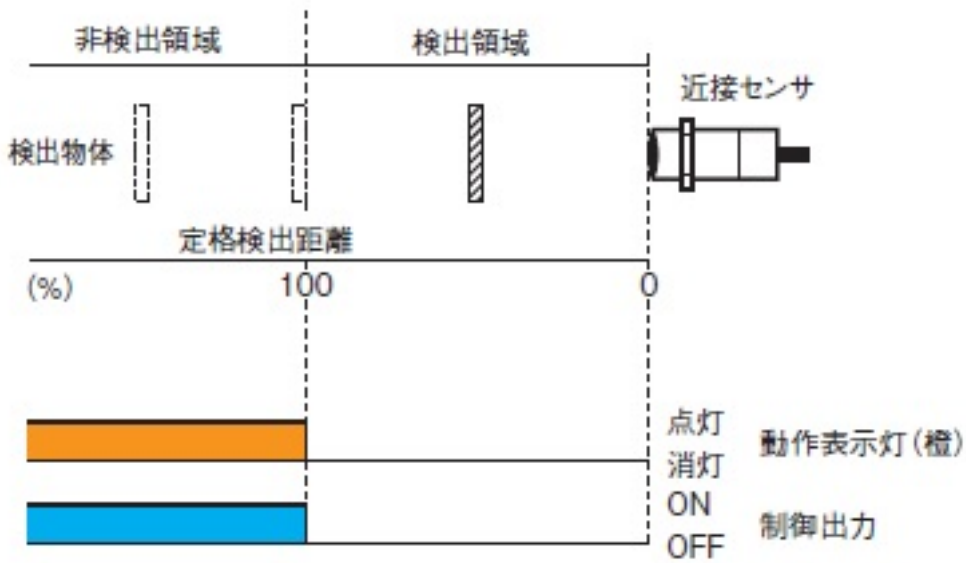 非検出領域
検出領域
近接センサ
検出物体
定格検出距離
(%)
100
0
点灯
消灯
動作表示灯(橙)
ON
OFF
制御出力